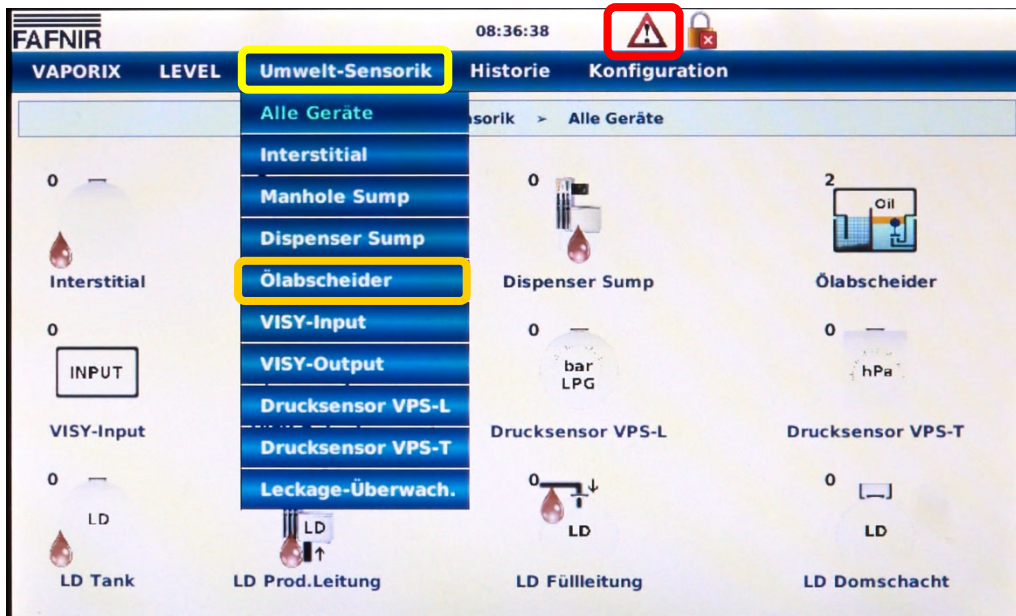 FAFNIR
08:36:38
VAPORIX LEVEL Umwelt-Sensorik Historie Konfiguration
Alle Geräte
sorik ➢ Alle Geräte
Interstitial
Manhole Sump
Dispenser Sump
Ölabscheider
VISY-Input
VISY-Output
Drucksensor VPS-L
Drucksensor VPS-T
Leckage-Überwach.
0
0
2
Oil
Interstitial
Dispenser Sump
Ölabscheider
0
0
0
INPUT
bar
LPG
hPa
VISY-Input
Drucksensor VPS-L
Drucksensor VPS-T
0
0
0
LD
LD
LD
LD
LD Tank
LD Prod.Leitung
LD Füllleitung
LD Domschacht